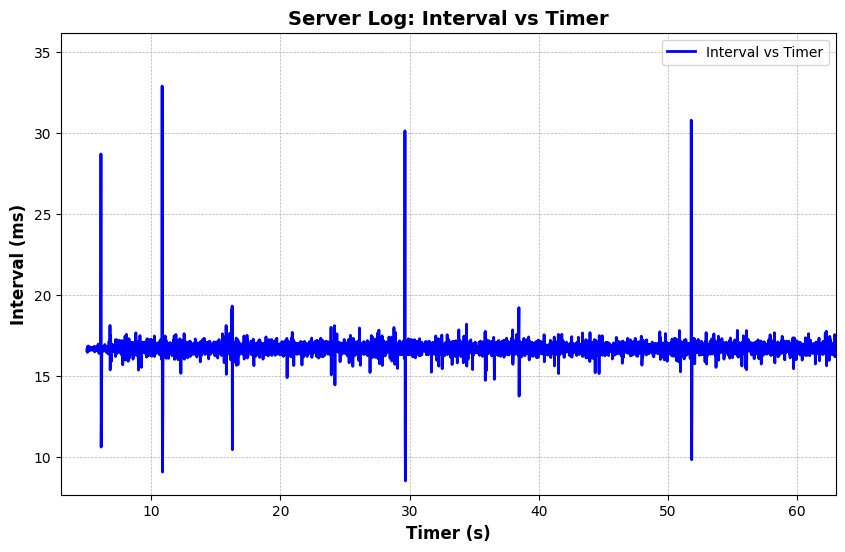 Server Log: Interval vs Timer
Interval vs Timer
35
30
25
20
15
10
Interval (ms)
10 20 30 40 50 60
Timer (s)